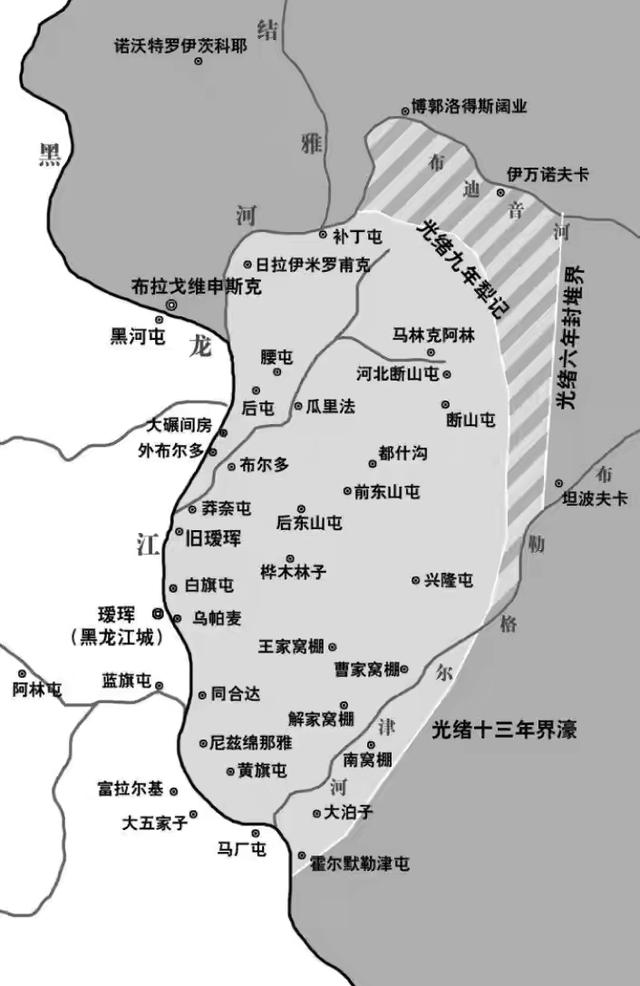 结
诺沃特罗伊茨科耶
博郭洛得斯阔业
雅
黑
布
伊万诺夫卡
迪
音
河
河
补丁屯
光绪九年犁记
日拉伊米罗甫克
光绪六年封堆界
布拉戈维申斯克
黑河屯
龙
马林克阿林
腰屯
河北断山屯
后屯
瓜里法
断山屯
大碾间房
外布尔多
都什沟
布尔多
布
前东山屯
坦波夫卡
莽奈屯
后东山屯
江
旧瑷珲
勒
桦木林子
兴隆屯
白旗屯
瑷珲
(黑龙江城)
乌帕麦
格
王家窝棚
曹家窝棚
尔
阿林屯
蓝旗屯
同合达
解家窝棚
津
光绪十三年界濠
尼兹绵那雅
南窝棚
黄旗屯
河
富拉尔基
大五家子
大泊子
马厂屯
霍尔默勒津屯